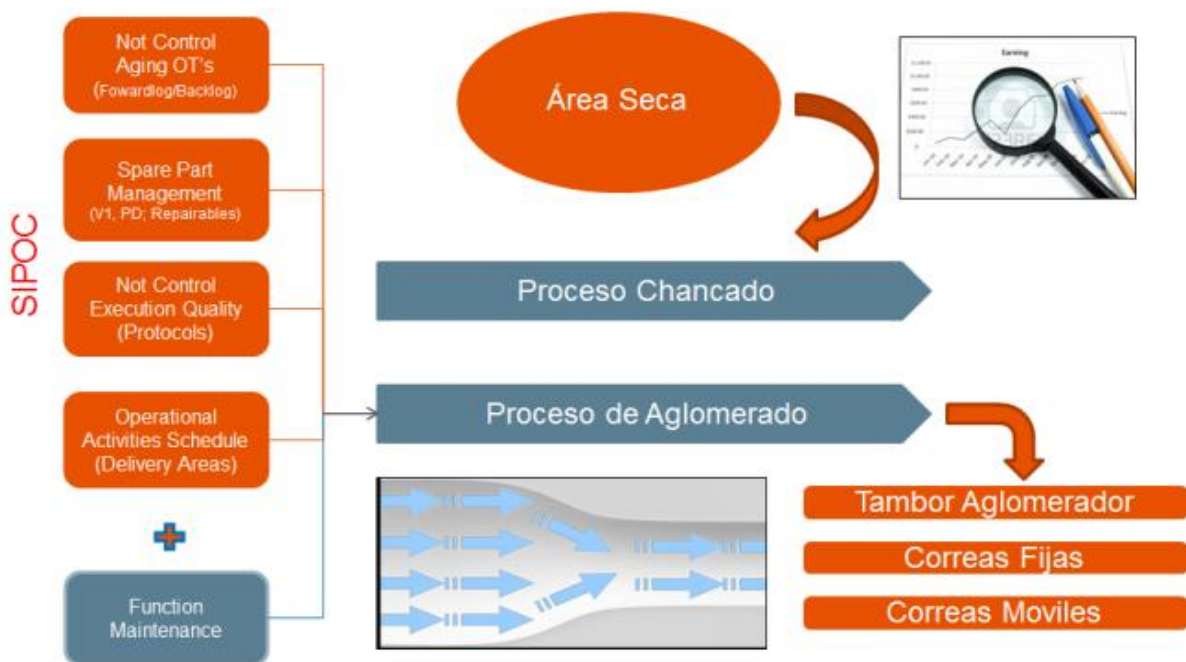 SIPOC
Not Control
Aging OT's
(Fowardlog/Backlog)
Spare Part
Management
(V1, PD; Repairables)
Not Control
Execution Quality
(Protocols)
Operational
Activities Schedule
(Delivery Areas)
Function
Maintenance
Área Seca
Earning
Proceso Chancado
Proceso de Aglomerado
Tambor Aglomerador
Correas Fijas
Correas Moviles